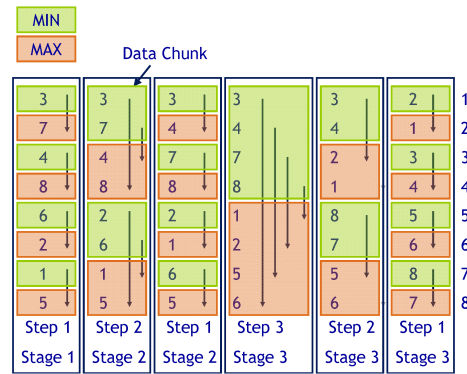 MIN
MAX
Data Chunk
3 3 3 3 3 2 1
7 7 4 4 4 1 2
4 4 7 7 2 3 3
8 8 8 8 1 4 4
6 2 2 1 8 5 5
2 6 1 2 7 6 6
1 1 6 5 5 8 7
5 5 5 6 6 7 8
Step 1 Step 2 Step 1 Step 3 Step 2 Step 1
Stage 1 Stage 2 Stage 2 Stage 3 Stage 3 Stage 3